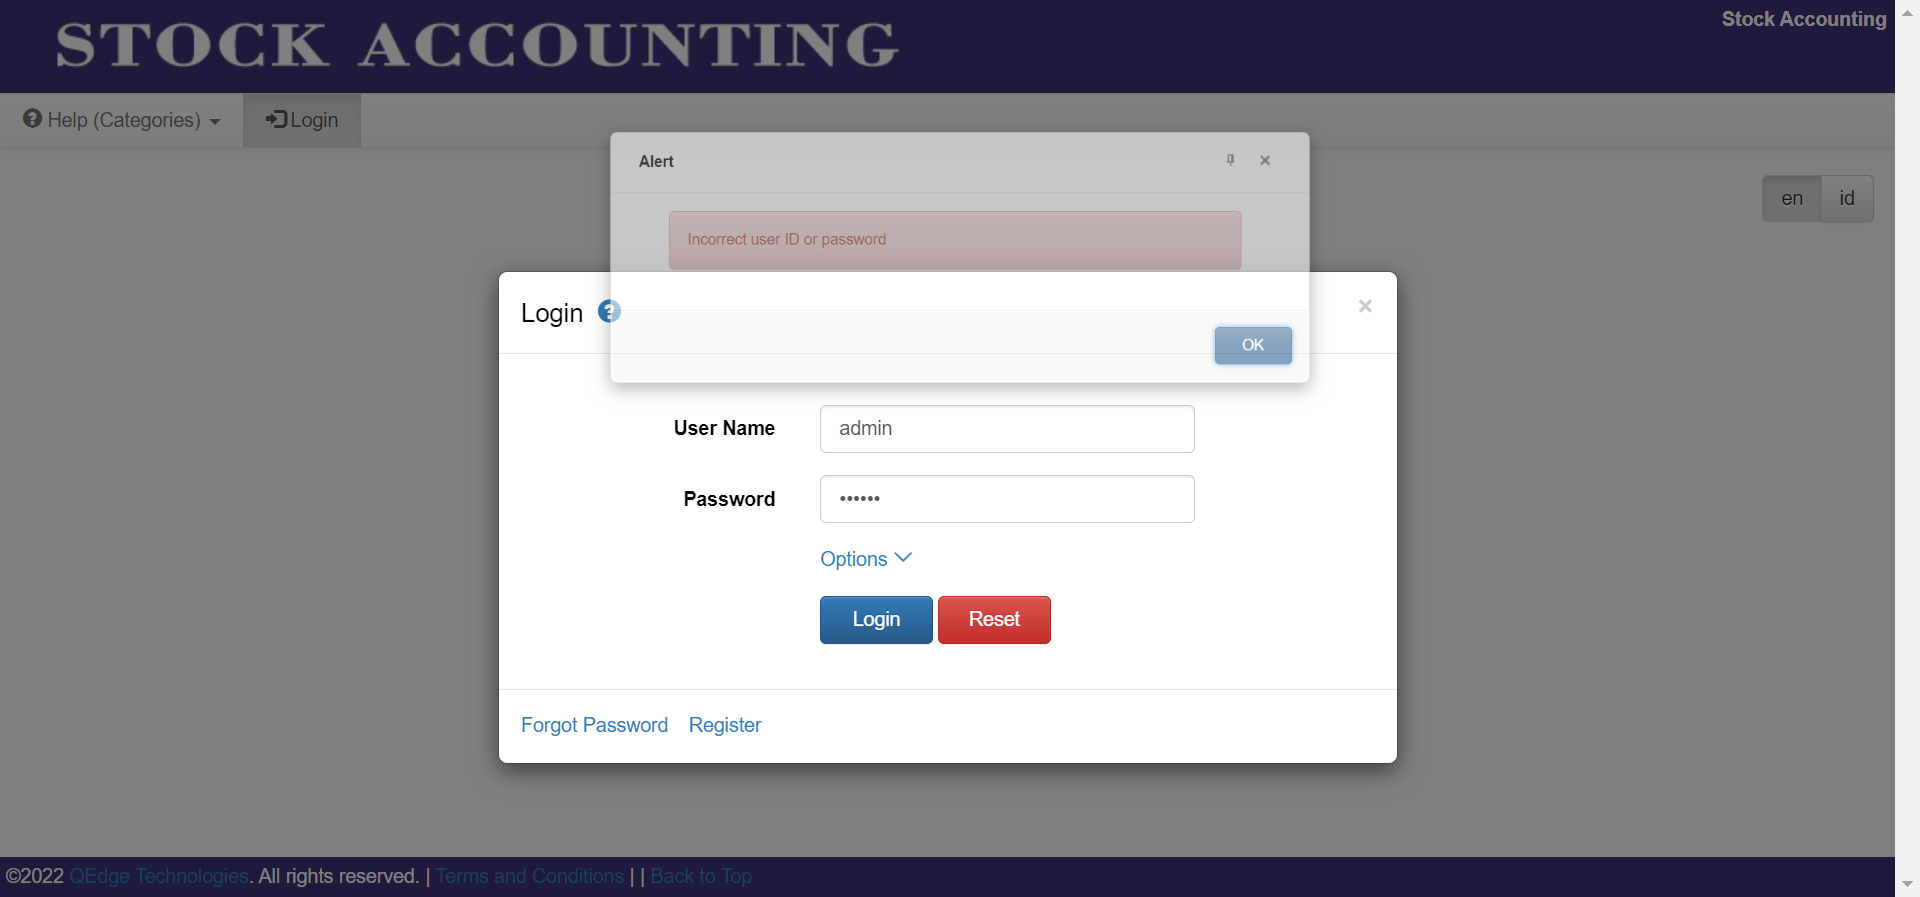 STOCK ACCOUNTING
Stock Accounting
Help (Categories)
Login
Alert
en
id
Incorrect user ID or password
Login
OK
User Name
admin
Password
••••••
Options
Login
Reset
Forgot Password
Register
©2022 QEdge Technologies. All rights reserved. | Terms and Conditions | | Back to Top